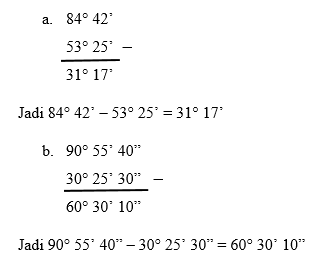 a. 84° 42’
53° 25’ –
31° 17’
Jadi 84° 42’ – 53° 25’ = 31° 17’
b. 90° 55’ 40”
30° 25’ 30” –
60° 30’ 10”
Jadi 90° 55’ 40” – 30° 25’ 30” = 60° 30’ 10”